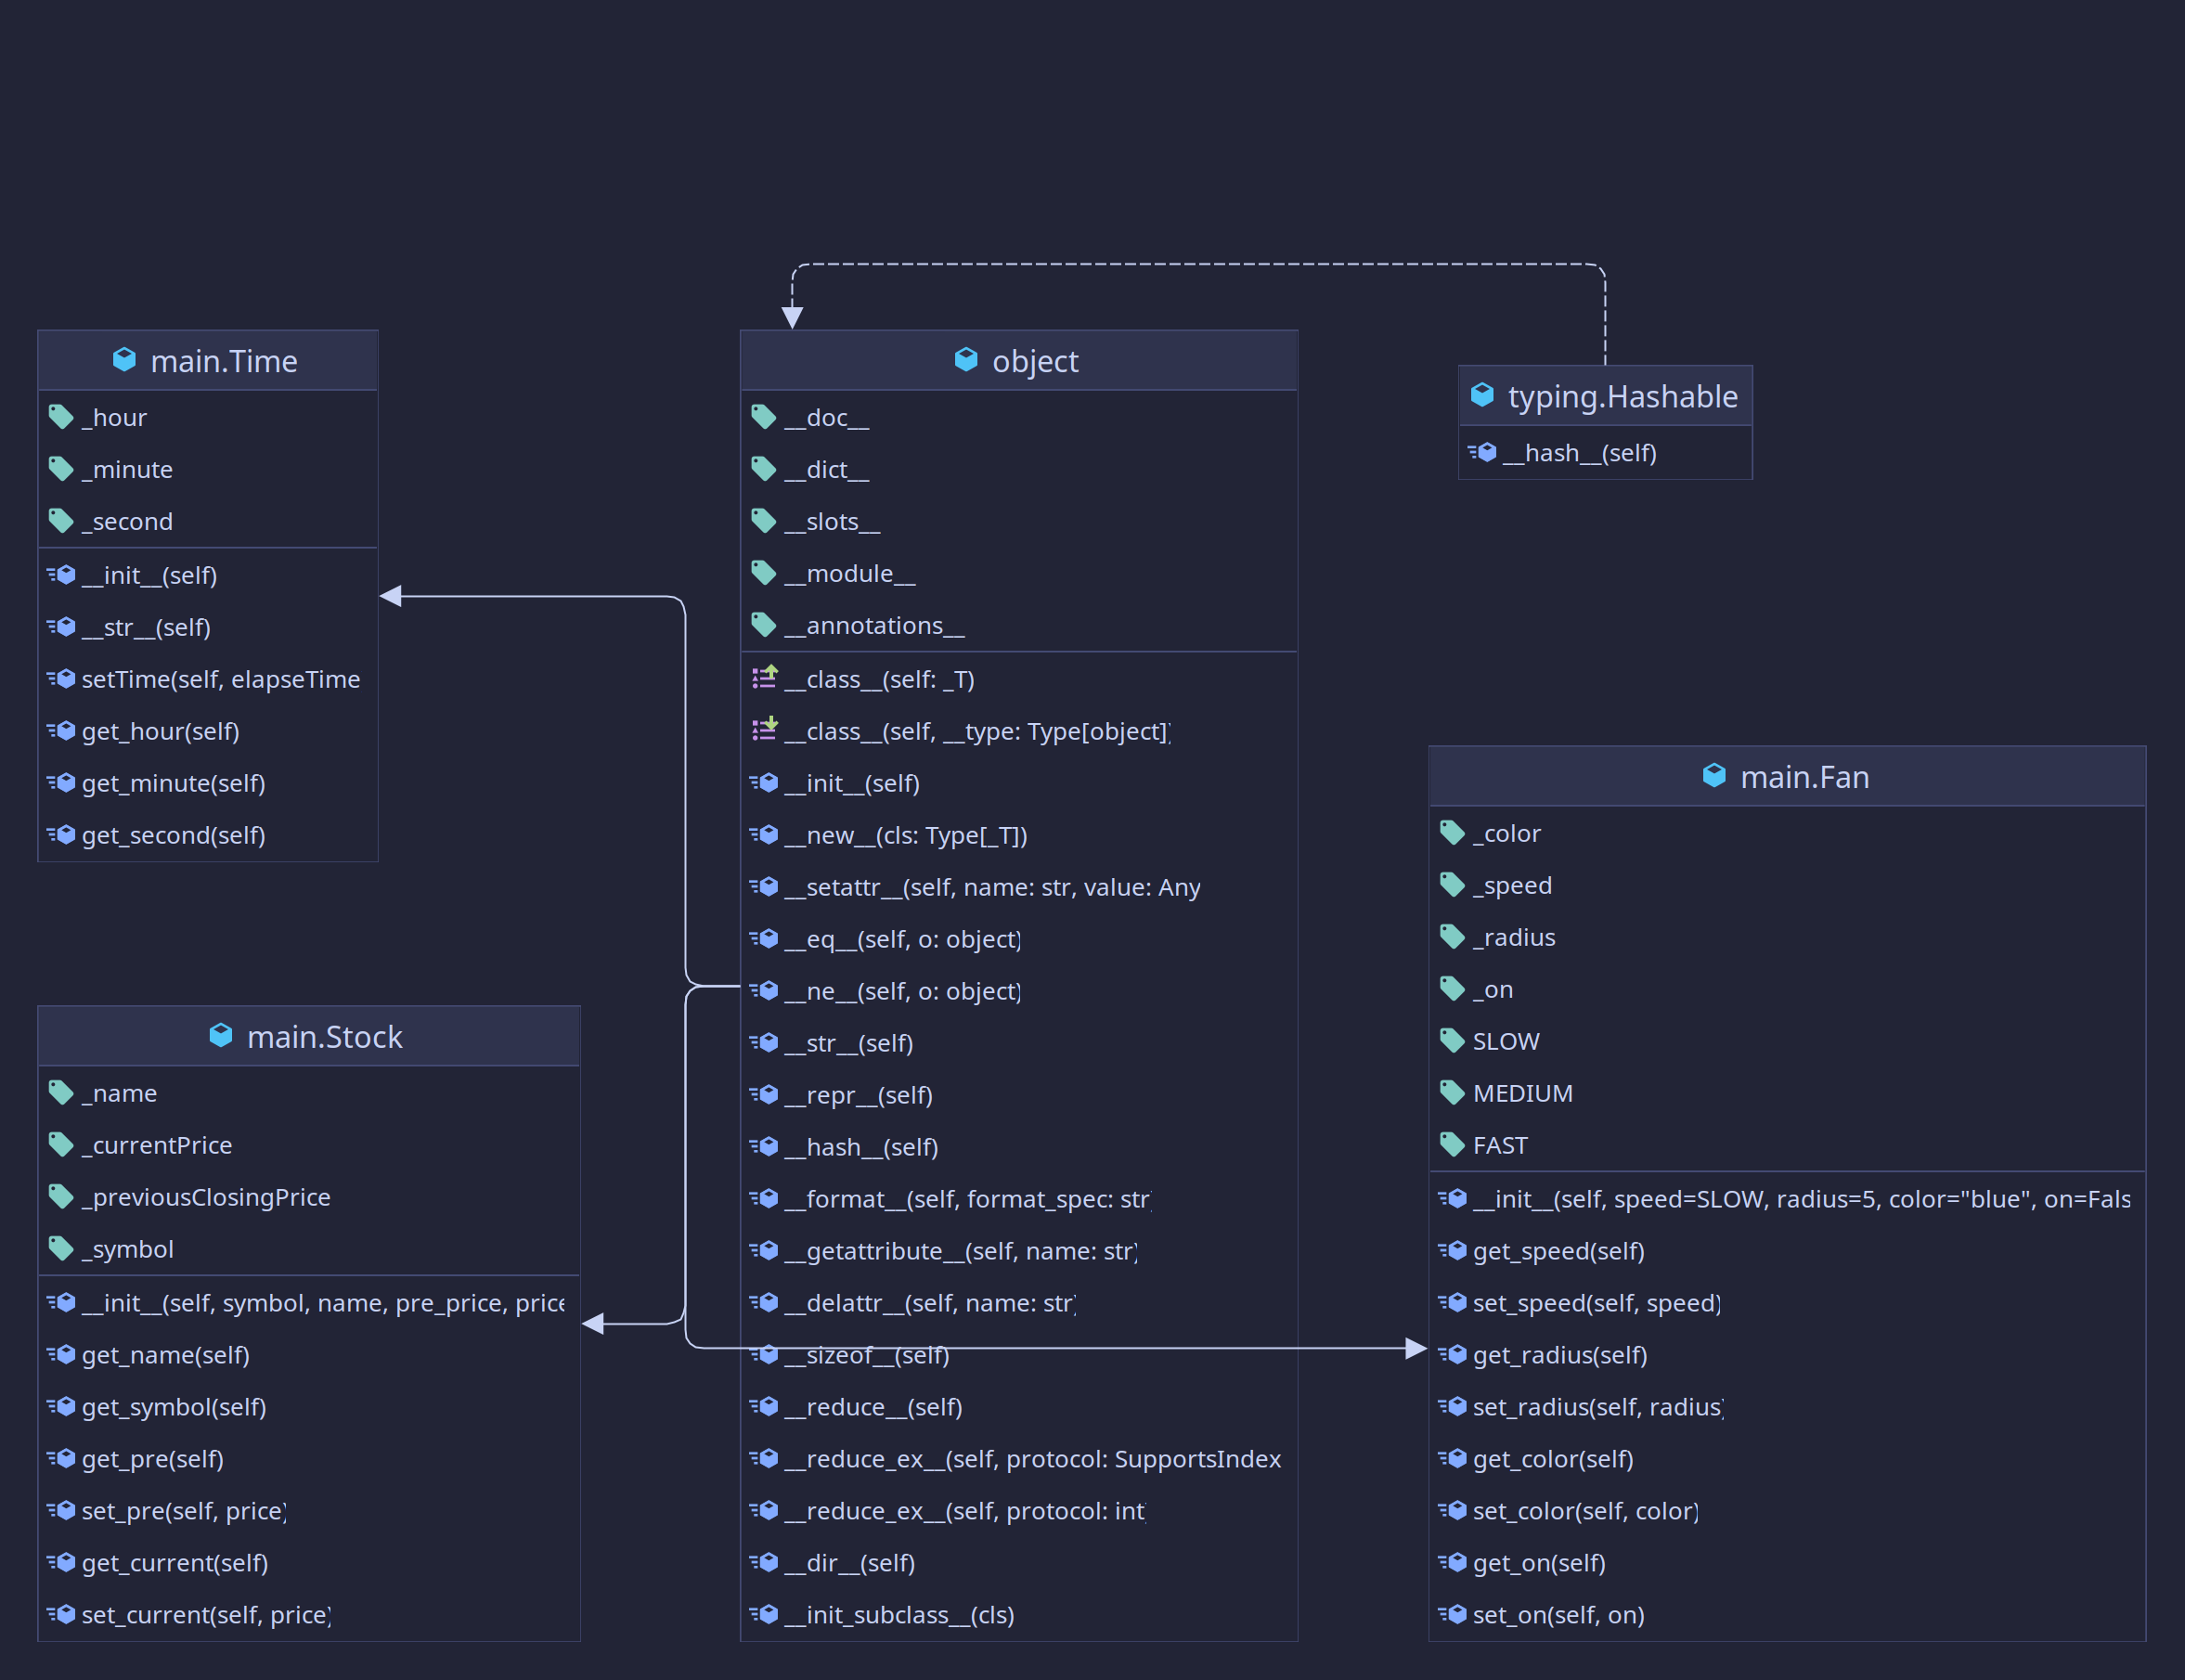 main.Time
_hour
_minute
_second
__init__(self)
__str__(self)
setTime(self, elapseTime
get_hour(self)
get_minute(self)
get_second(self)
main.Stock
_name
_currentPrice
_previousClosingPrice
_symbol
__init__(self, symbol, name, pre_price, price
get_name(self)
get_symbol(self)
get_pre(self)
set_pre(self, price)
get_current(self)
set_current(self, price)
object
__doc__
__dict__
__slots__
__module__
__annotations__
__class__(self: _T)
__class__(self, __type: Type[object])
__init__(self)
__new__(cls: Type[_T])
__setattr__(self, name: str, value: Any
__eq__(self, o: object)
__ne__(self, o: object)
__str__(self)
__repr__(self)
__hash__(self)
__format__(self, format_spec: str)
__getattribute__(self, name: str)
__delattr__(self, name: str)
__sizeof__(self)
__reduce__(self)
__reduce_ex__(self, protocol: SupportsIndex
__reduce_ex__(self, protocol: int)
__dir__(self)
__init_subclass__(cls)
typing.Hashable
__hash__(self)
main.Fan
_color
_speed
_radius
_on
SLOW
MEDIUM
FAST
__init__(self, speed=SLOW, radius=5, color="blue", on=Fals
get_speed(self)
set_speed(self, speed)
get_radius(self)
set_radius(self, radius)
get_color(self)
set_color(self, color)
get_on(self)
set_on(self, on)